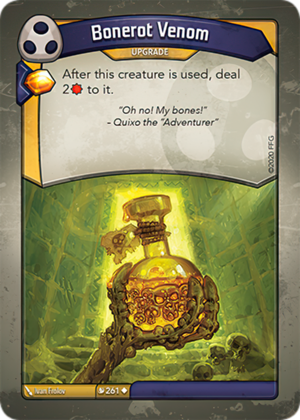 Bonerot Venom
UPGRADE
After this creature is used, deal
2 to it.
"Oh no! My bones!"
- Quixo the "Adventurer"
©2020 FFG
261